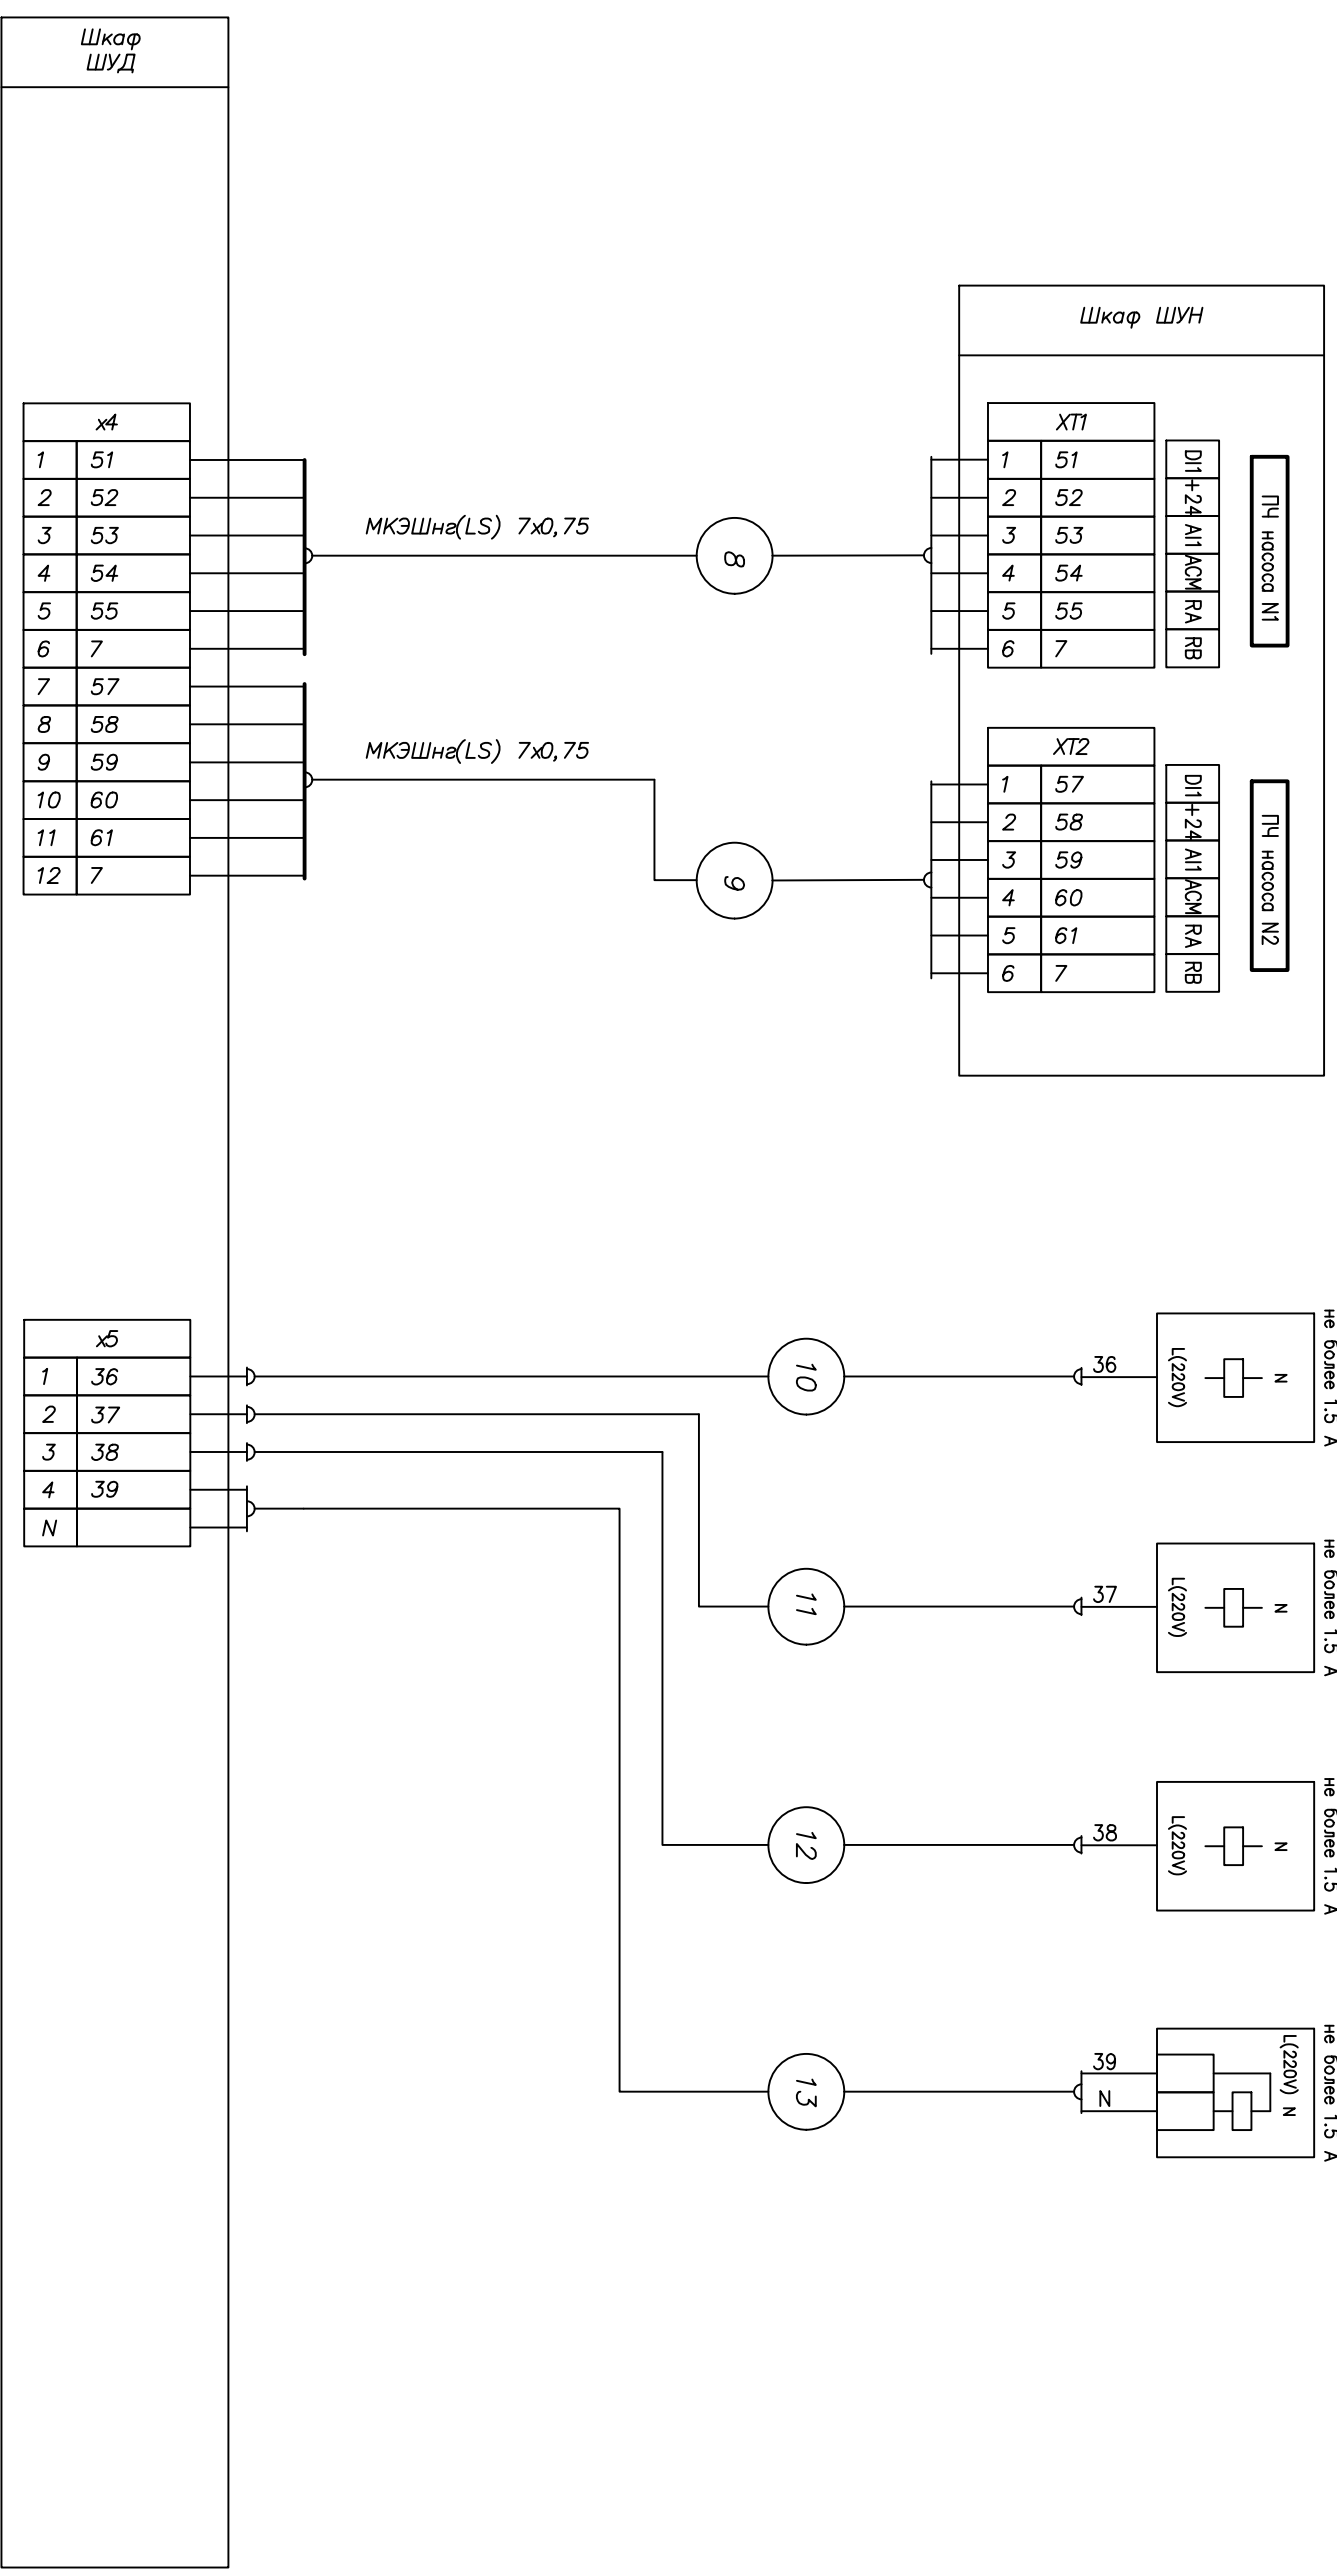 Шкаф
ШУД
Шкаф ШУН
x4
1 51
2 52
3 53
4 54
5 55
6 7
7 57
8 58
9 59
10 60
11 61
12 7
МКЭШнг(LS) 7x0,75
8
МКЭШнг(LS) 7x0,75
9
XT1
1 51 DI1
2 52 +24
3 53 AI1
4 54 ACM
5 55 RA
6 7 RB
ПЧ насоса N1
XT2
1 57 DI1
2 58 +24
3 59 AI1
4 60 ACM
5 61 RA
6 7 RB
ПЧ насоса N2
x5
1 36
2 37
3 38
4 39
N
10
36
L(220V)
N
не более 1.5 А
11
37
L(220V)
N
не более 1.5 А
12
38
L(220V)
N
не более 1.5 А
13
39
N
L(220V) N
не более 1.5 А